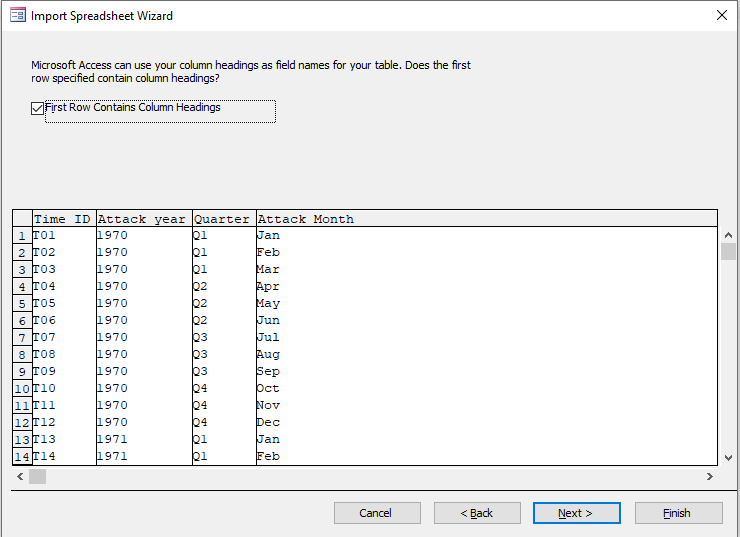 Import Spreadsheet Wizard
Microsoft Access can use your column headings as field names for your table. Does the first
row specified contain column headings?
First Row Contains Column Headings
Time ID Attack year Quarter Attack Month
1 T01 1970 Q1 Jan
2 T02 1970 Q1 Feb
3 T03 1970 Q1 Mar
4 T04 1970 Q2 Apr
5 T05 1970 Q2 May
6 T06 1970 Q2 Jun
7 T07 1970 Q3 Jul
8 T08 1970 Q3 Aug
9 T09 1970 Q3 Sep
10 T10 1970 Q4 Oct
11 T11 1970 Q4 Nov
12 T12 1970 Q4 Dec
13 T13 1971 Q1 Jan
14 T14 1971 Q1 Feb
Cancel < Back Next > Finish